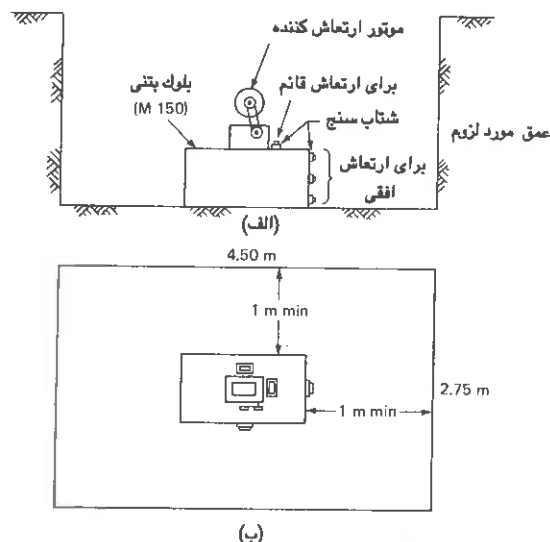 موتور ارتعاش کننده
برای ارتعاش قائم
بلوك بتنی
(M 150)
شتاب سنج
عمق مورد لزوم
برای ارتعاش
افقی
(الف)
4.50 m
1 m min
2.75 m
1 m min
(ب)